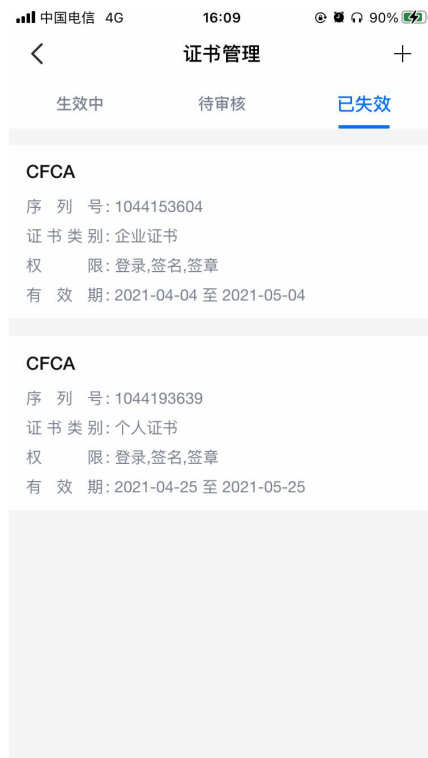 中国电信 4G 16:09 90%
证书管理
生效中 待审核 已失效
CFCA
序列号: 1044153604
证书类别: 企业证书
权限: 登录,签名,签章
有效期: 2021-04-04 至 2021-05-04
CFCA
序列号: 1044193639
证书类别: 个人证书
权限: 登录,签名,签章
有效期: 2021-04-25 至 2021-05-25